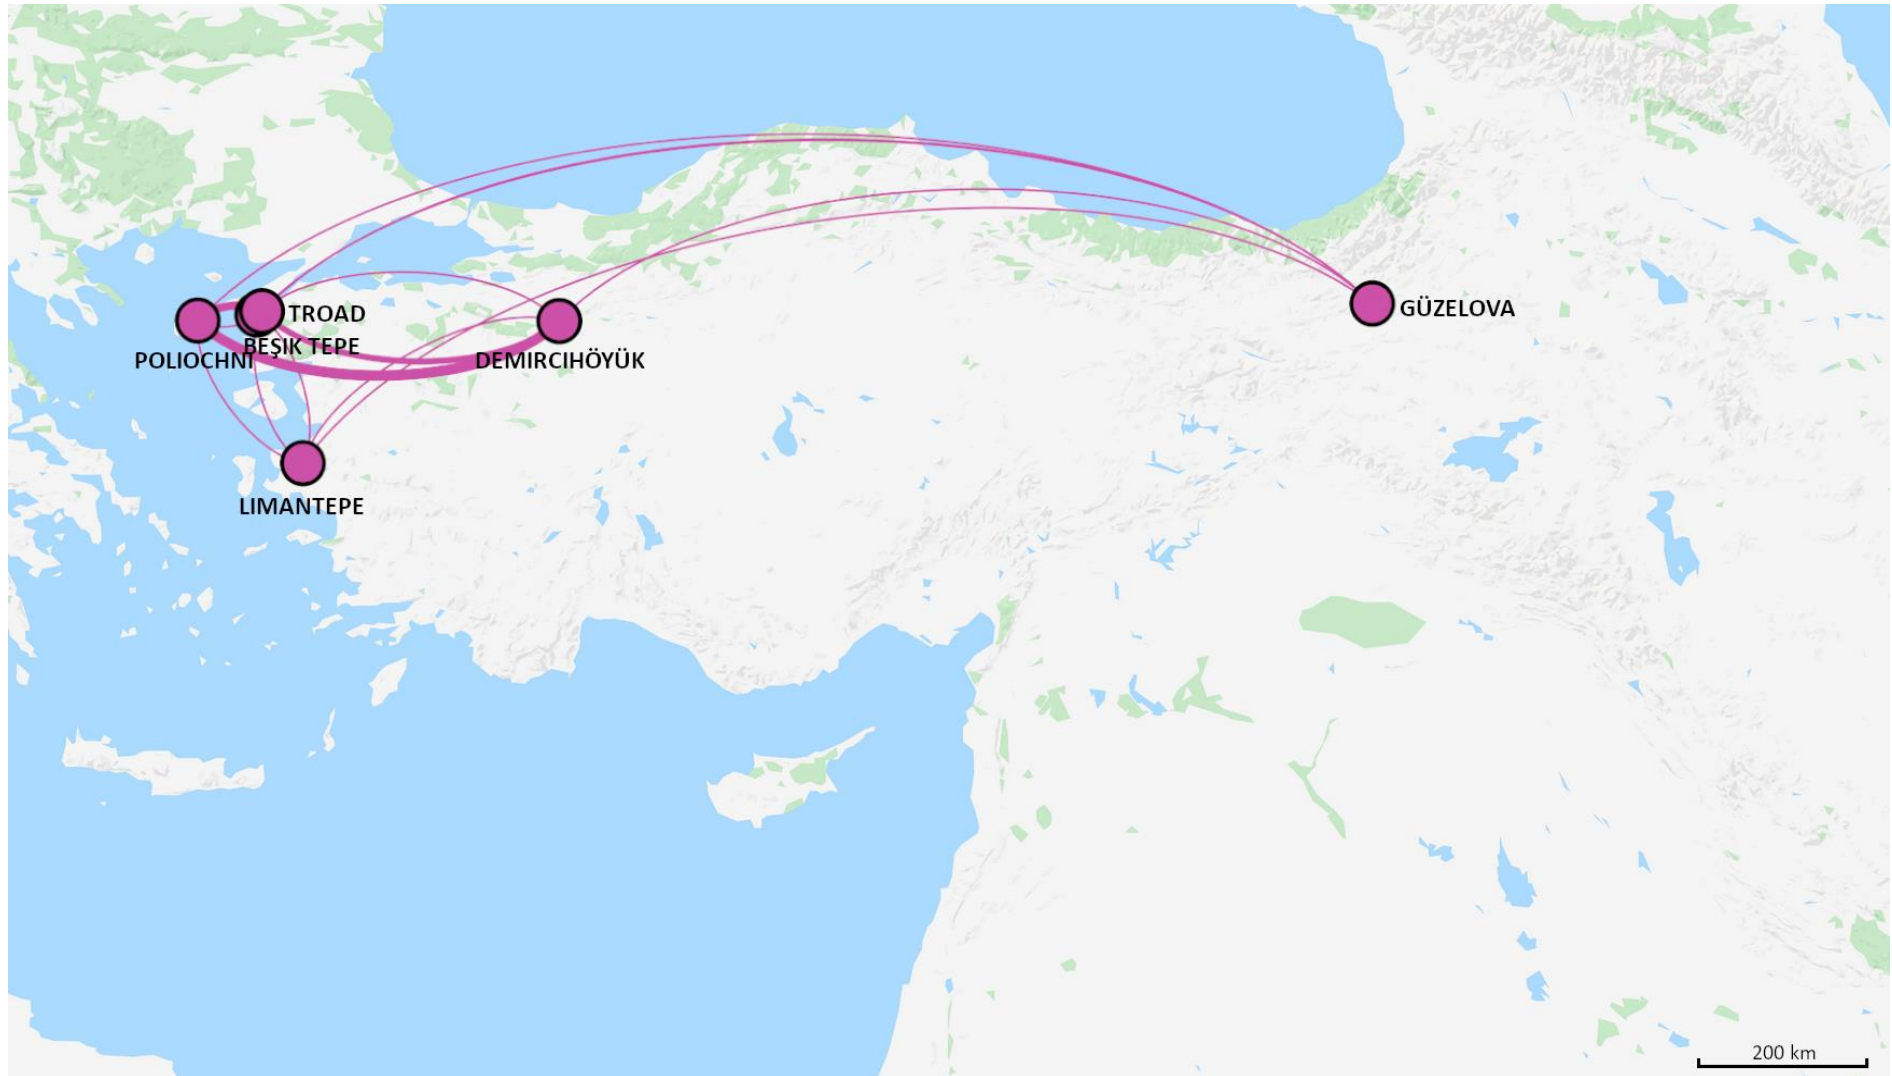 TROAD
GÜZELOVA
BEŞIK TEPE
POLIOCHNI
DEMIRCIHÖYÜK
LIMANTEPE
200 km